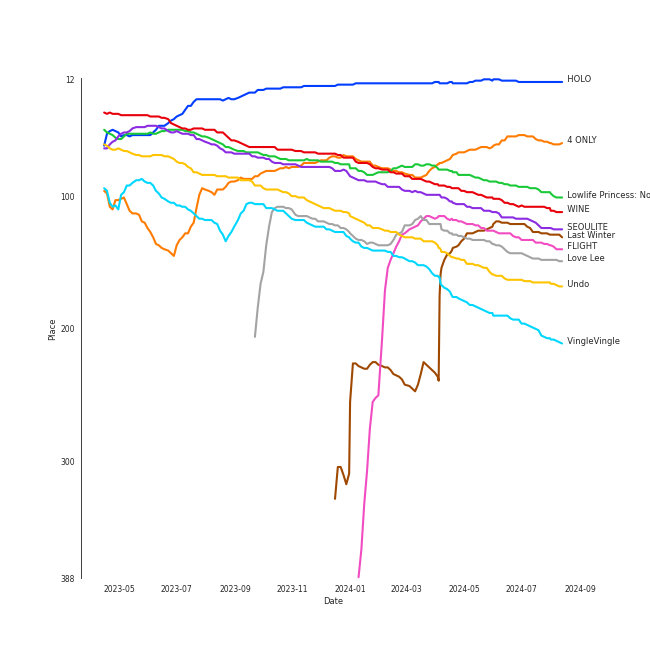 12
100
200
300
388
Place
HOLO
4 ONLY
Lowlife Princess: No
WINE
SEOULITE
Last Winter
FLIGHT
Love Lee
Undo
VingleVingle
2023-05 2023-07 2023-09 2023-11 2024-01 2024-03 2024-05 2024-07 2024-09
Date